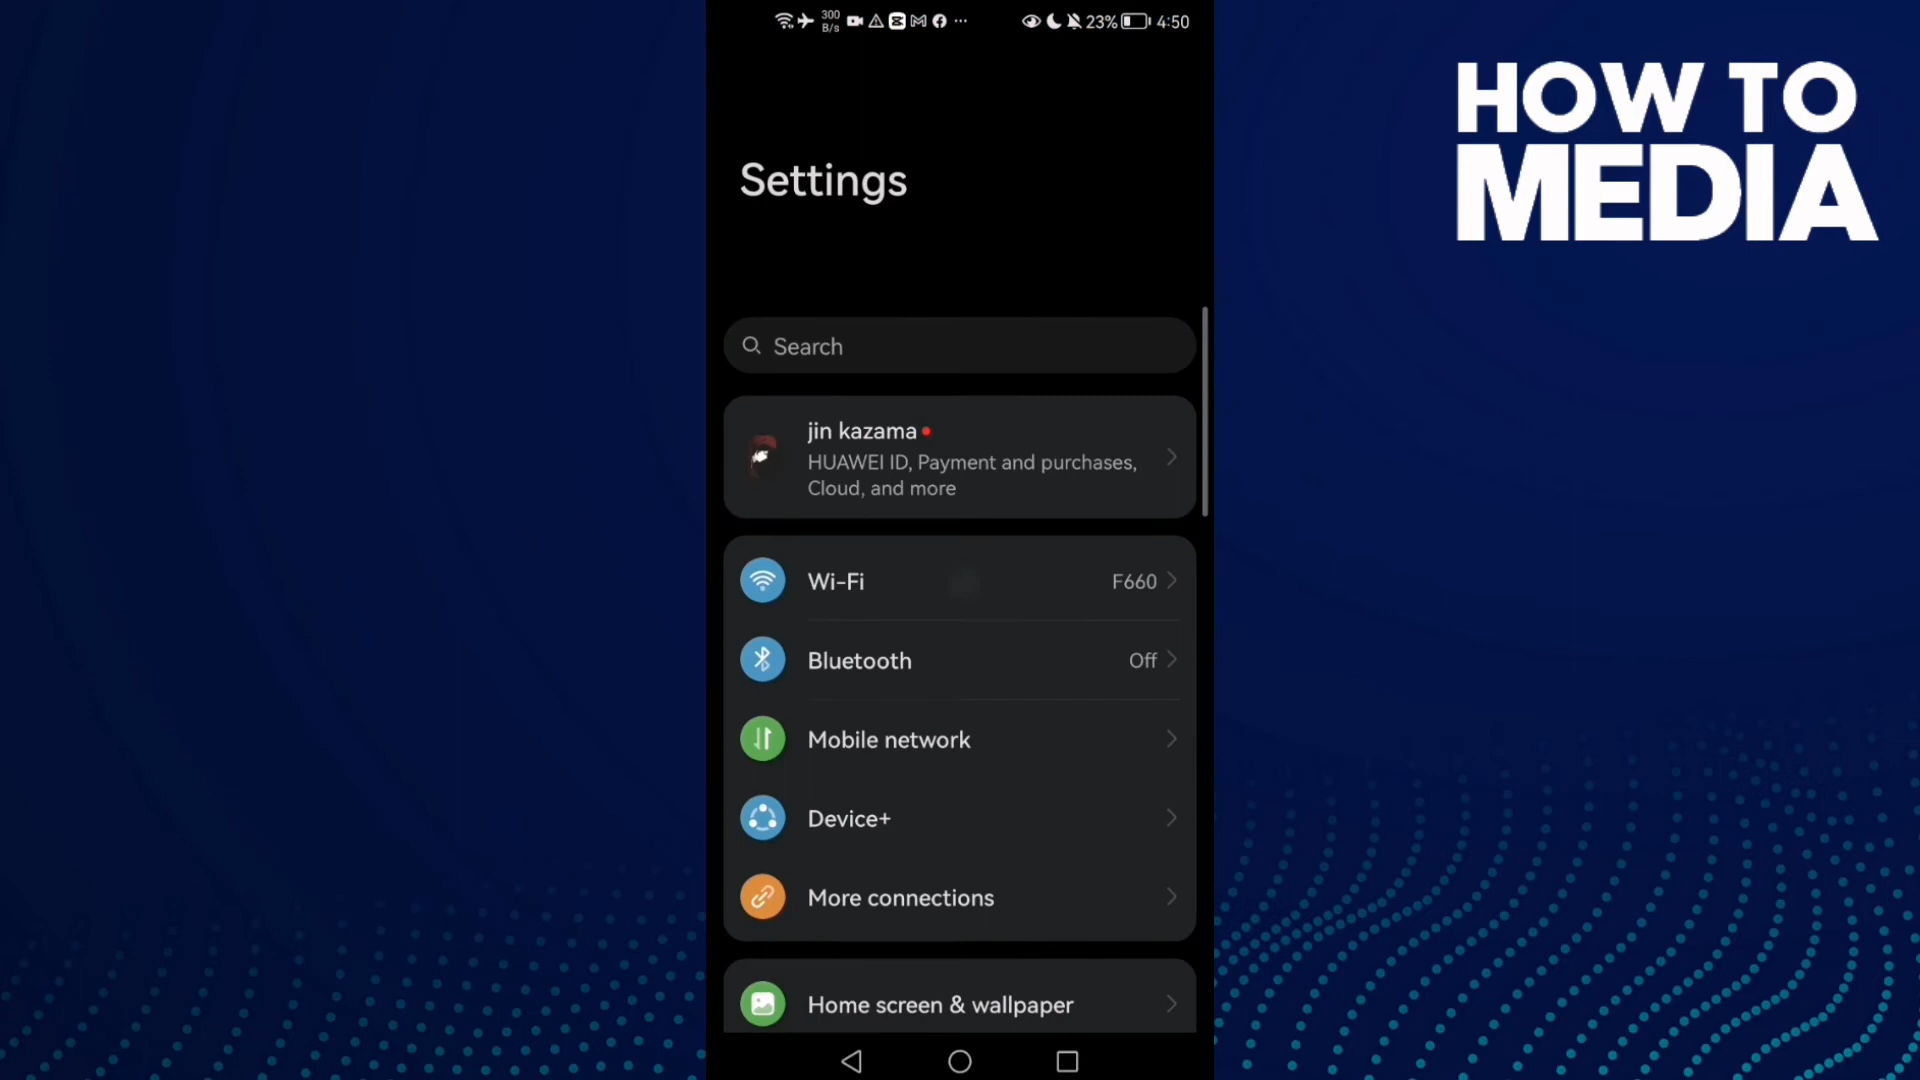 300
B/s
23%
4:50
HOW TO
MEDIA
Settings
Search
jin kazama
HUAWEI ID, Payment and purchases,
Cloud, and more
Wi-Fi
F660
Bluetooth
Off
Mobile network
Device+
More connections
Home screen & wallpaper